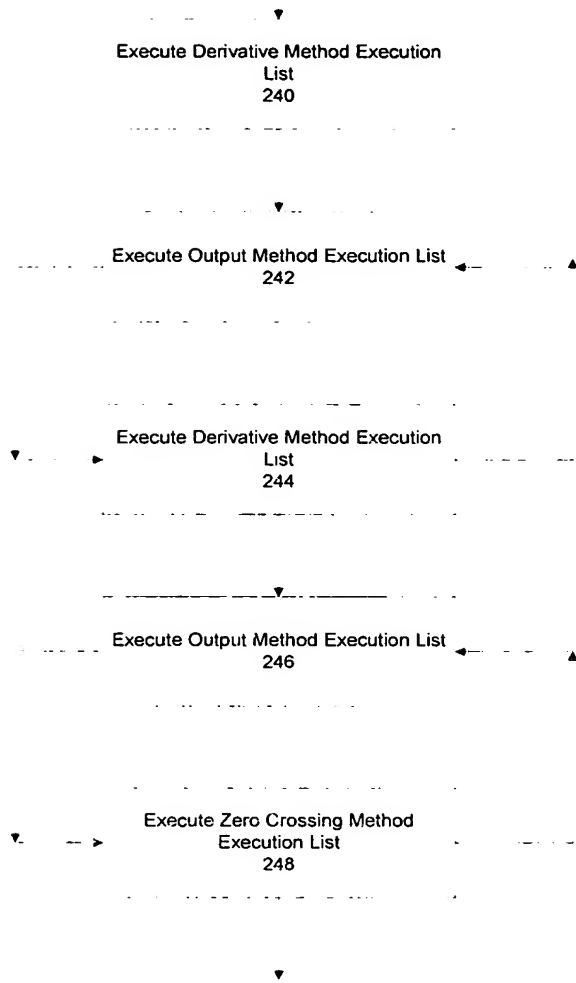 Execute Derivative Method Execution
List
240
Execute Output Method Execution List
242
Execute Derivative Method Execution
List
244
Execute Output Method Execution List
246
Execute Zero Crossing Method
Execution List
248